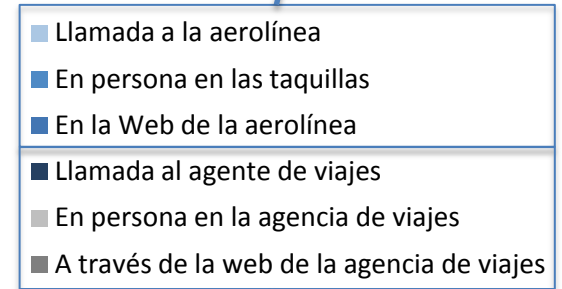 Llamada a la aerolínea
En persona en las taquillas
En la Web de la aerolínea
Llamada al agente de viajes
En persona en la agencia de viajes
A través de la web de la agencia de viajes